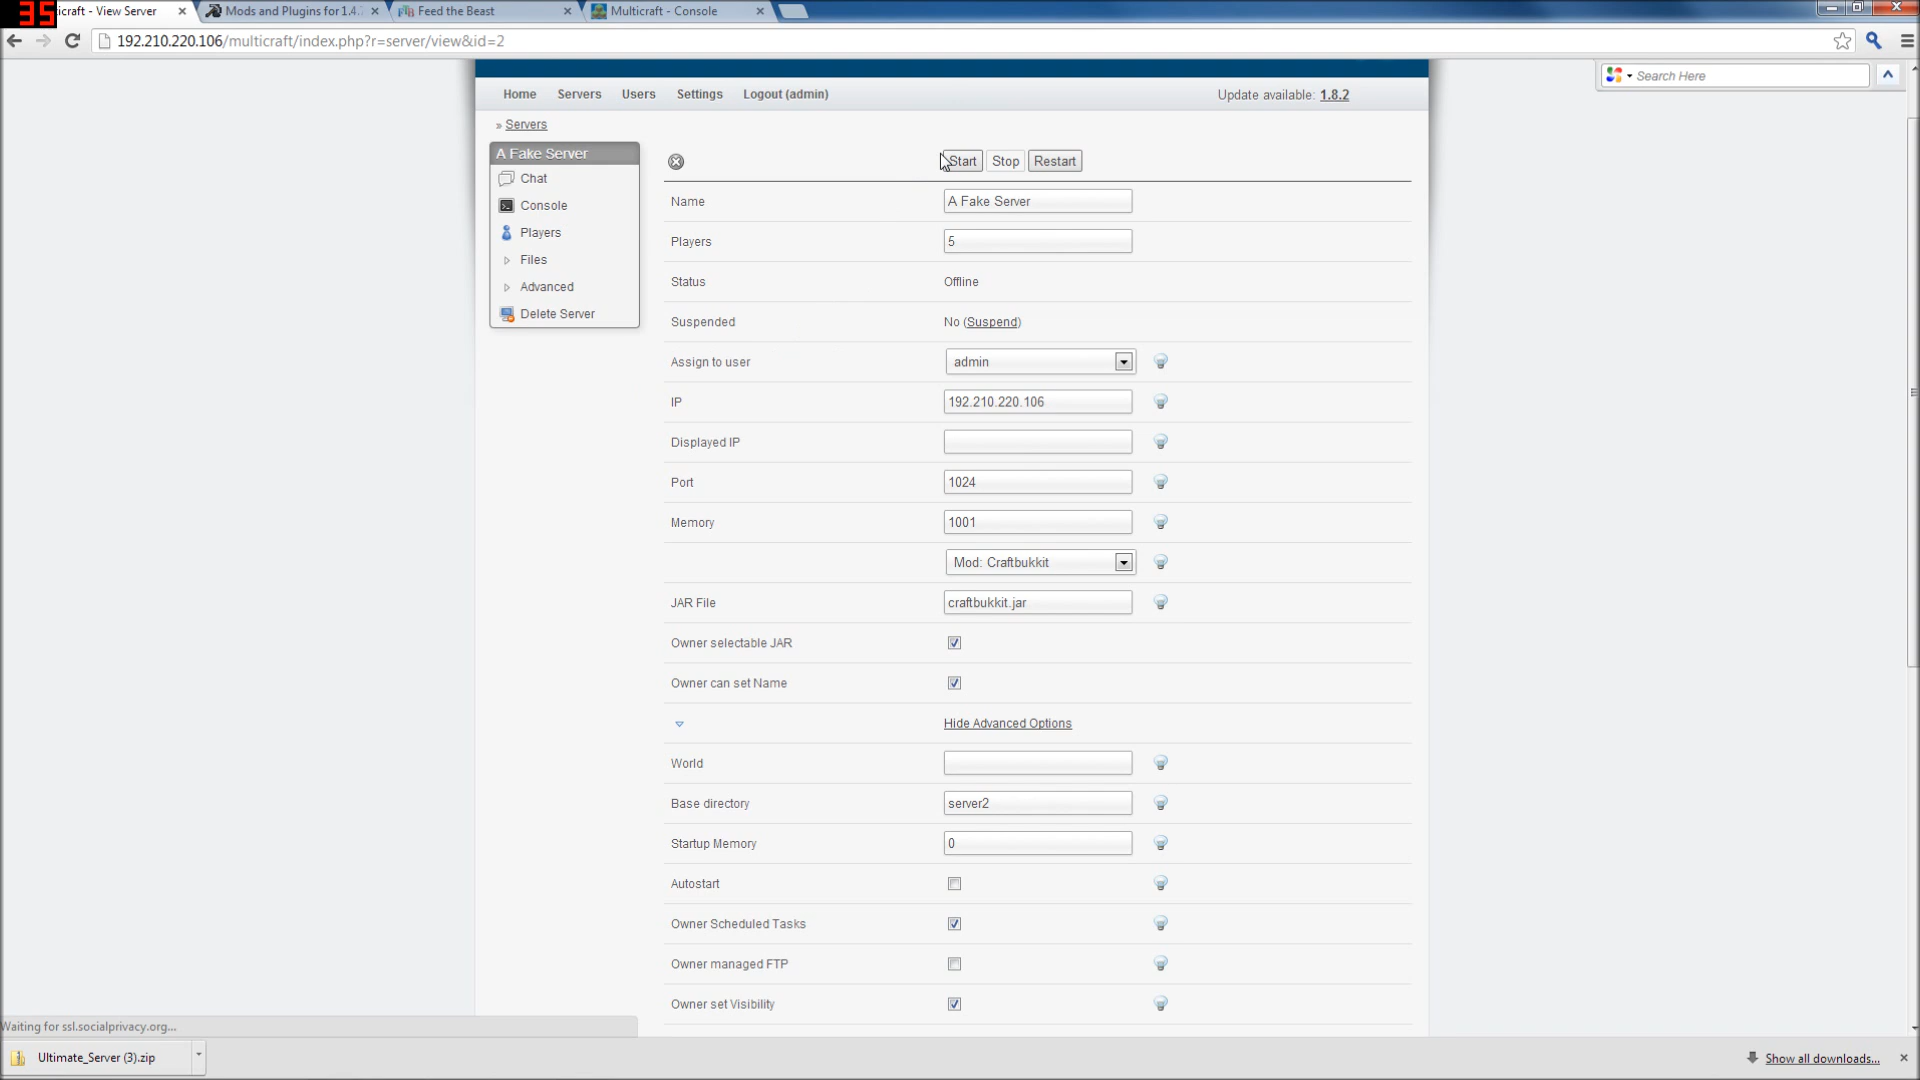 35
icraft - View Server
Mods and Plugins for 1.4.
Feed the Beast
Multicraft - Console
192.210.220.106/multicraft/index.php?r=server/view&id=2
Search Here
Home Servers Users Settings Logout (admin)
Update available: 1.8.2
» Servers
A Fake Server
Chat
Console
Players
Files
Advanced
Delete Server
Start Stop Restart
Name A Fake Server
Players 5
Status Offline
Suspended No (Suspend)
Assign to user admin
IP 192.210.220.106
Displayed IP
Port 1024
Memory 1001
Mod: Craftbukkit
JAR File craftbukkit.jar
Owner selectable JAR
Owner can set Name
Hide Advanced Options
World
Base directory server2
Startup Memory 0
Autostart
Owner Scheduled Tasks
Owner managed FTP
Owner set Visibility
Waiting for ssl.socialprivacy.org...
Ultimate_Server (3).zip
Show all downloads...